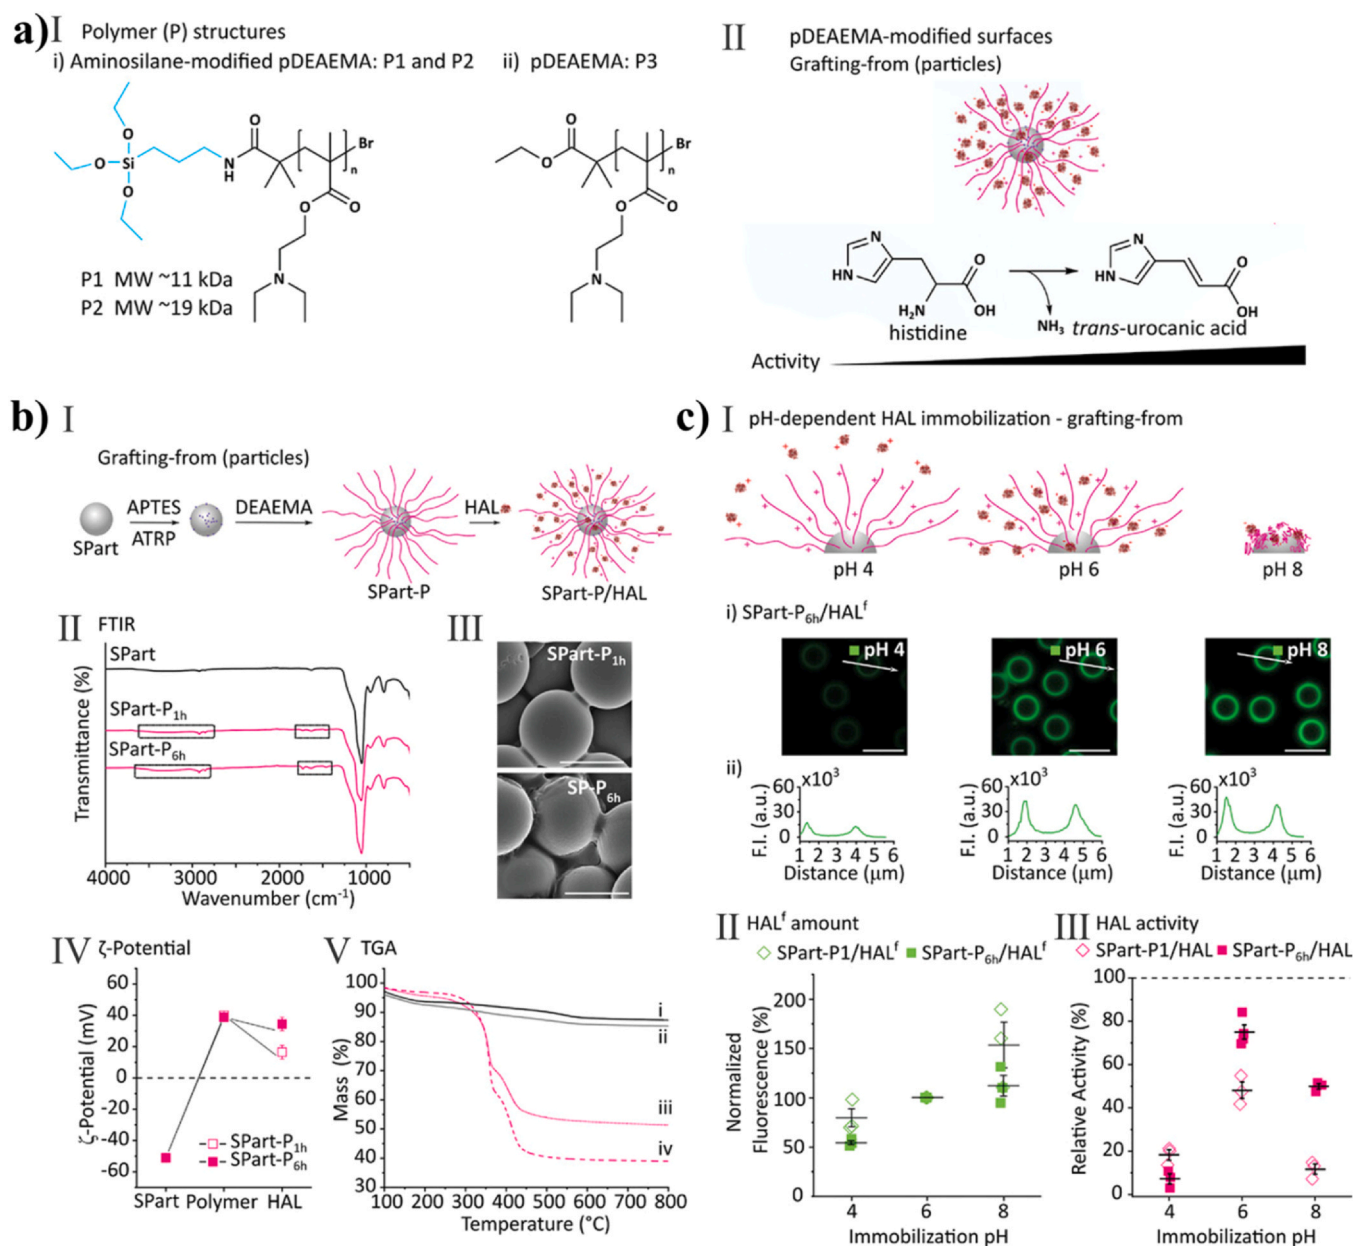 a) I Polymer (P) structures
i) Aminosilane-modified pDEAEMA: P1 and P2
ii) pDEAEMA: P3
O
O
Si
O
N
H
O
Br
n
O
O
N
P1 MW ~11 kDa
P2 MW ~19 kDa
O
O
Br
n
O
O
N
II pDEAEMA-modified surfaces
Grafting-from (particles)
N
HN
O
H₂N
OH
histidine
NH₃
N
HN
O
OH
trans-urocanic acid
Activity
b) I
Grafting-from (particles)
SPart
APTES
ATRP
DEAEMA
HAL
SPart-P
SPart-P/HAL
II FTIR
SPart
SPart-P1h
SPart-P6h
Transmittance (%)
4000 3000 2000 1000
Wavenumber (cm⁻¹)
III
SPart-P1h
SP-P6h
IV ζ-Potential
ζ-Potential (mV)
60
40
20
0
-20
-40
-60
SPart-P1h
SPart-P6h
SPart Polymer HAL
V TGA
Mass (%)
100
90
80
70
60
50
40
30
i
ii
iii
iv
100 200 300 400 500 600 700 800
Temperature (°C)
c) I pH-dependent HAL immobilization - grafting-from
pH 4
pH 6
pH 8
i) SPart-P6h/HALᶠ
pH 4
pH 6
pH 8
ii)
x10³
F.I. (a.u.)
60
30
0
1 2 3 4 5 6
Distance (μm)
x10³
F.I. (a.u.)
60
30
0
1 2 3 4 5 6
Distance (μm)
x10³
F.I. (a.u.)
60
30
0
1 2 3 4 5 6
Distance (μm)
II HALᶠ amount
SPart-P1/HALᶠ SPart-P6h/HALᶠ
Normalized
Fluorescence (%)
200
150
100
50
0
4 6 8
Immobilization pH
III HAL activity
SPart-P1/HAL SPart-P6h/HAL
Relative Activity (%)
100
80
60
40
20
0
4 6 8
Immobilization pH